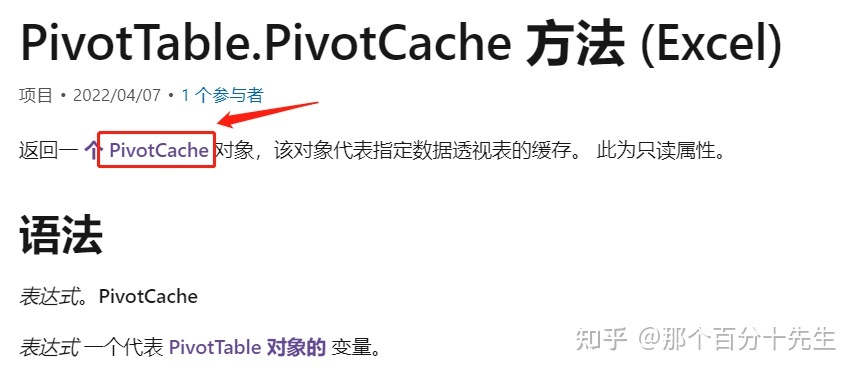 PivotTable.PivotCache 方法 (Excel)
项目 • 2022/04/07 • 1 个参与者
返回一 个 PivotCache 对象，该对象代表指定数据透视表的缓存。 此为只读属性。
语法
表达式。PivotCache
表达式 一个代表 PivotTable 对象的 变量。
知乎 @那个百分十先生